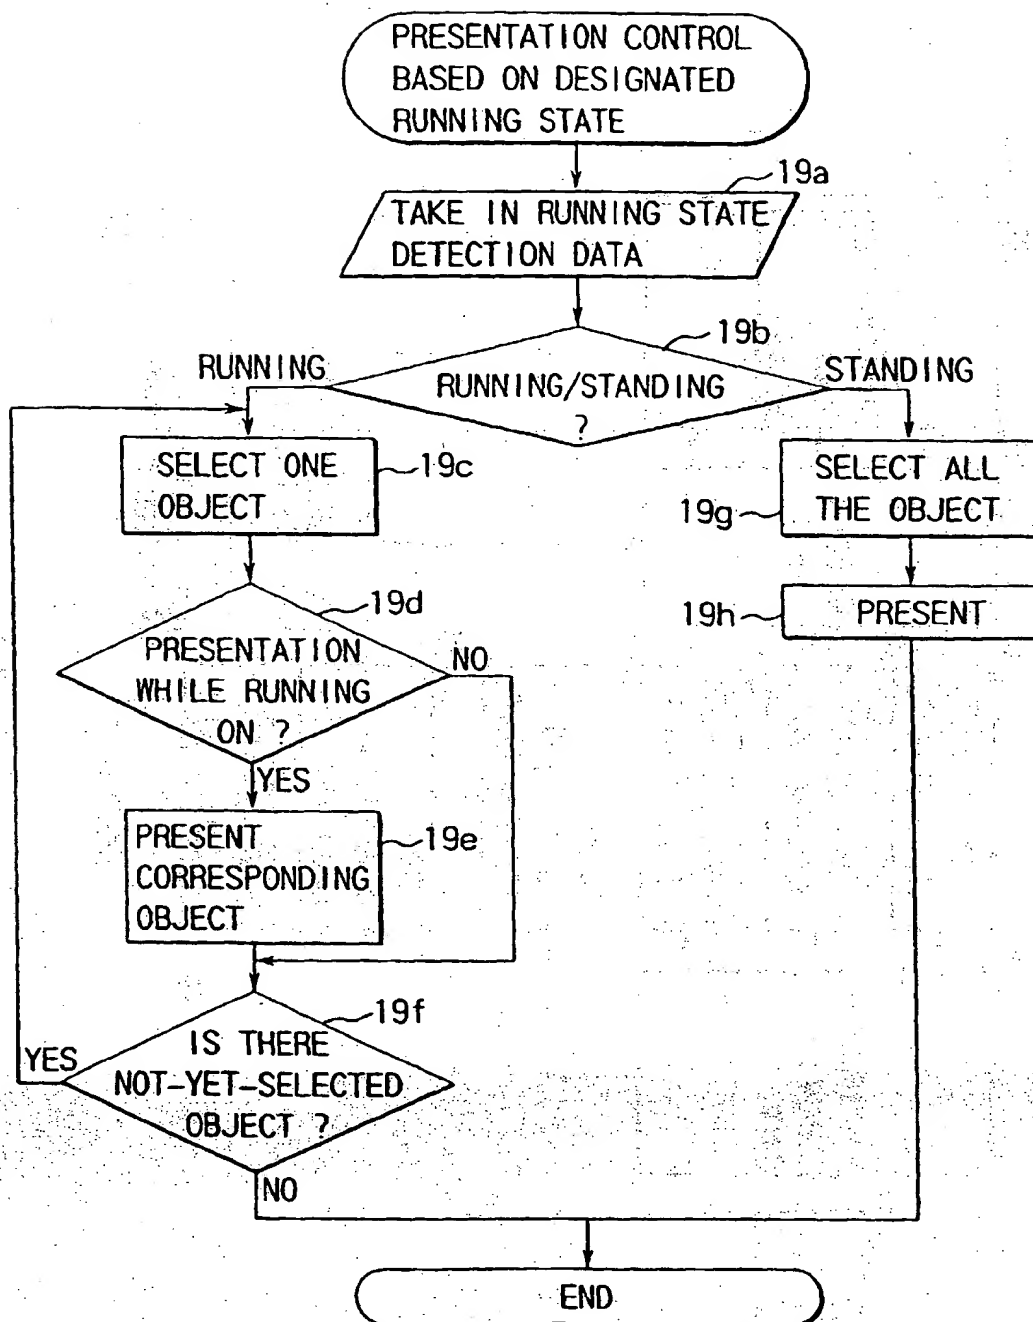 PRESENTATION CONTROL
BASED ON DESIGNATED
RUNNING STATE
19a
TAKE IN RUNNING STATE
DETECTION DATA
19b
RUNNING
RUNNING/STANDING
?
STANDING
SELECT ONE
OBJECT
19c
SELECT ALL
THE OBJECT
19g
19d
PRESENTATION
WHILE RUNNING
ON ?
NO
YES
19h
PRESENT
PRESENT
CORRESPONDING
OBJECT
19e
19f
IS THERE
NOT-YET-SELECTED
OBJECT ?
YES
NO
END